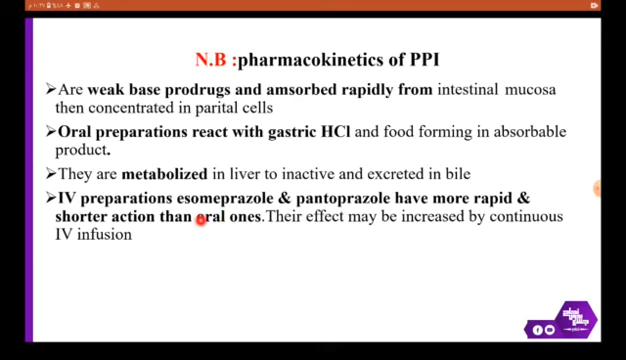 N.B :pharmacokinetics of PPI
➢Are weak base prodrugs and amsorbed rapidly from intestinal mucosa
then concentrated in parital cells
➢Oral preparations react with gastric HCl and food forming in absorbable
product.
➢They are metabolized in liver to inactive and excreted in bile
➢IV preparations esomeprazole & pantoprazole have more rapid &
shorter action than oral ones.Their effect may be increased by continuous
IV infusion